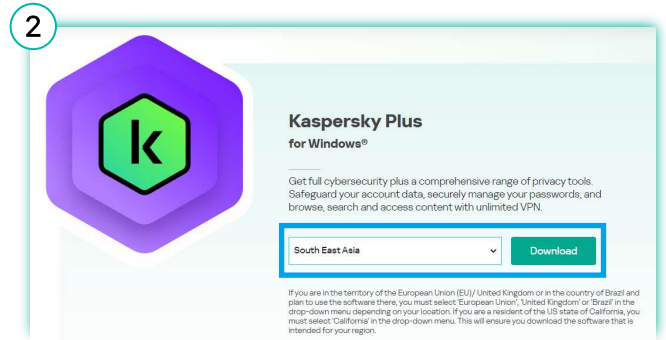 2
k
Kaspersky Plus
for Windows®
Get full cybersecurity plus a comprehensive range of privacy tools.
Safeguard your account data, securely manage your passwords, and
browse, search and access content with unlimited VPN.
South East Asia
Download
If you are in the territory of the European Union (EU)/ United Kingdom or in the country of Brazil and
plan to use the software there, you must select 'European Union', 'United Kingdom' or 'Brazil' in the
drop-down menu depending on your location. If you are a resident of the US state of California, you
must select 'California' in the drop-down menu. This will ensure you download the software that is
intended for your region.